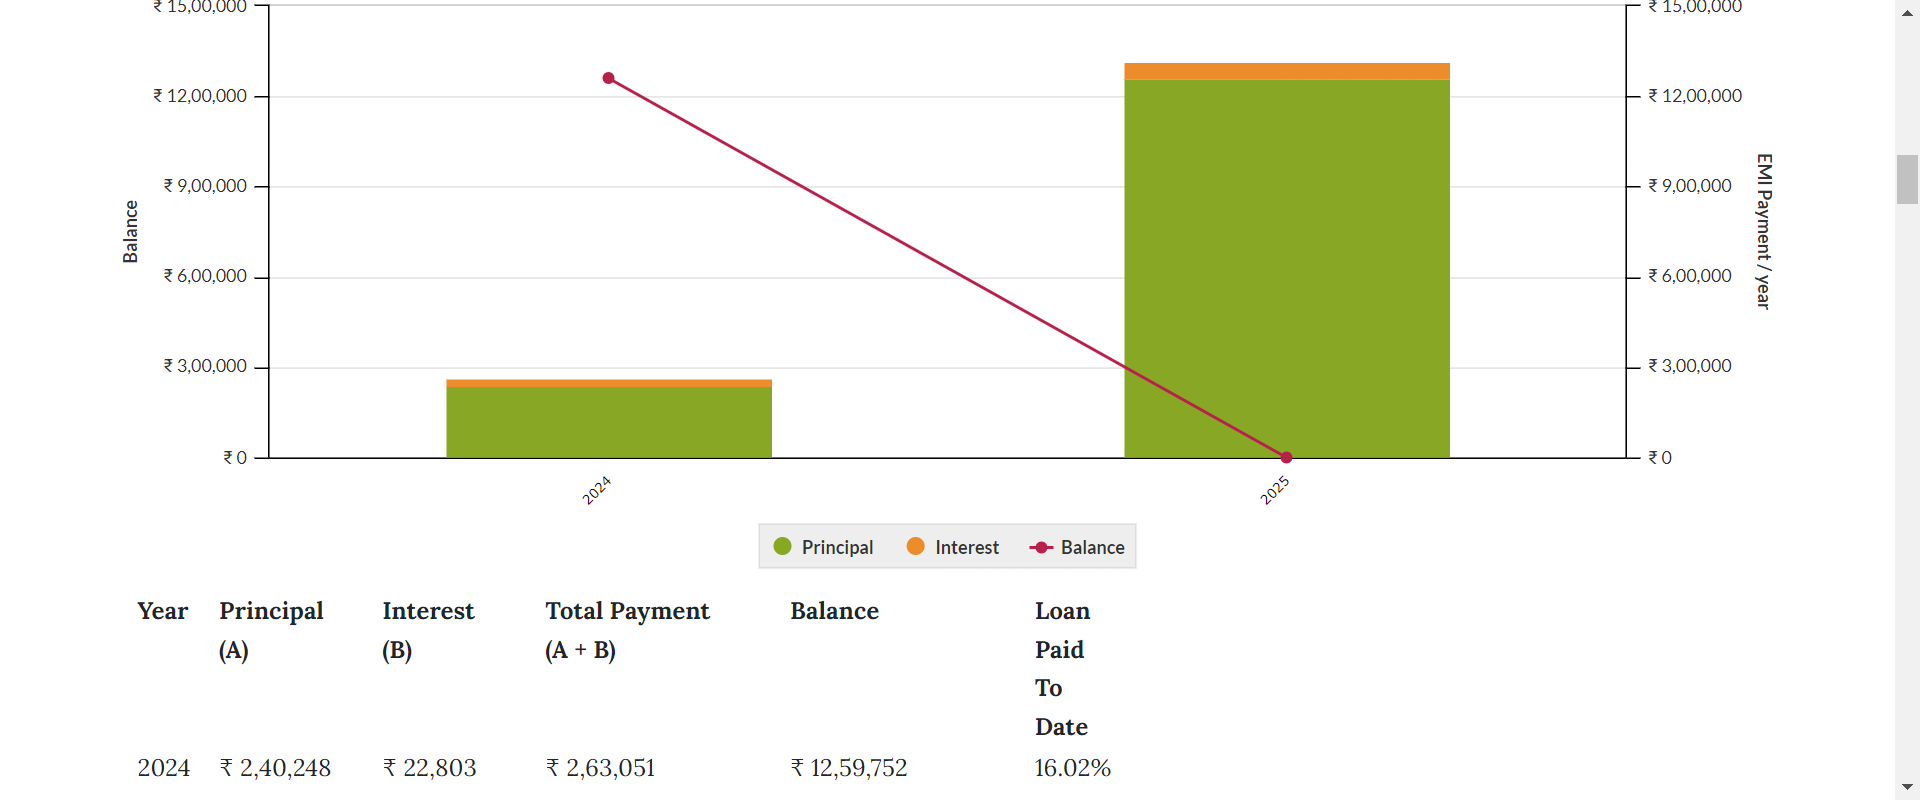 ₹ 15,00,000
₹ 12,00,000
₹ 9,00,000
₹ 6,00,000
₹ 3,00,000
₹ 0
Balance
₹ 15,00,000
₹ 12,00,000
₹ 9,00,000
₹ 6,00,000
₹ 3,00,000
₹ 0
EMI Payment / year
2024
2025
Principal
Interest
Balance
Year Principal Interest Total Payment Balance Loan
(A) (B) (A + B) Paid
To
Date
2024 ₹ 2,40,248 ₹ 22,803 ₹ 2,63,051 ₹ 12,59,752 16.02%